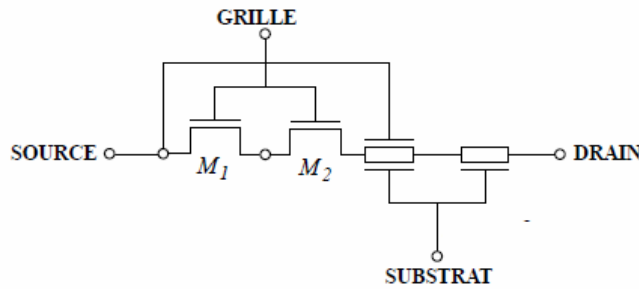 GRILLE
SOURCE
DRAIN
M1
M2
SUBSTRAT